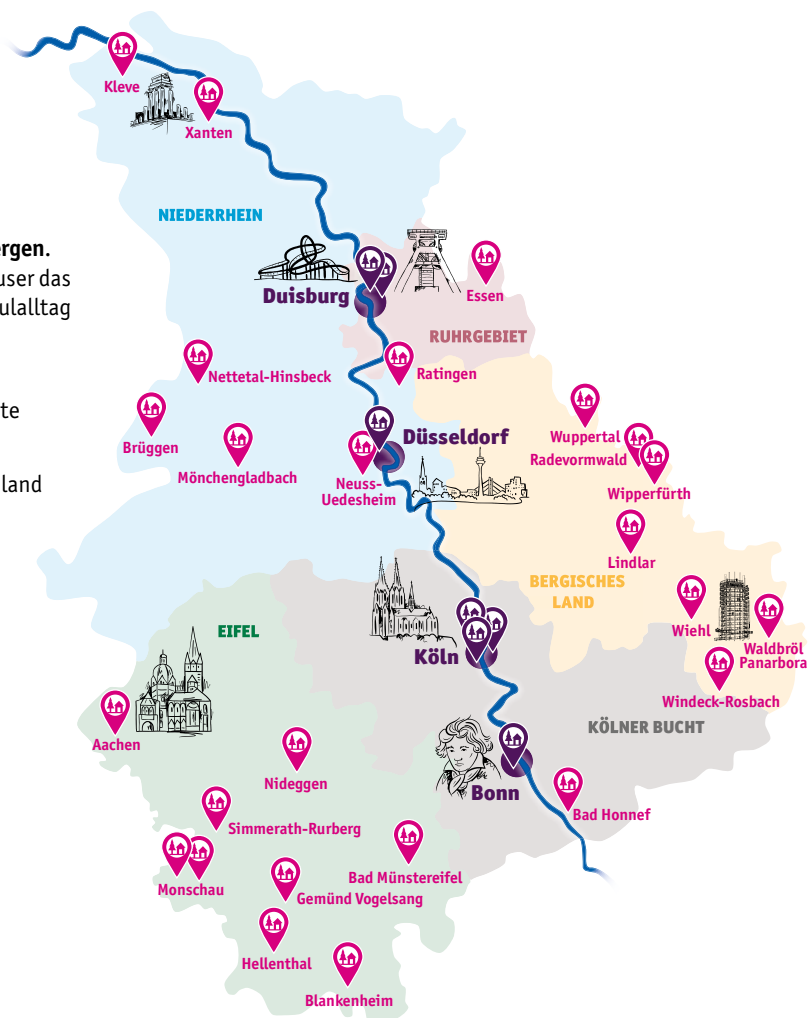 Kleve
Xanten
NIEDERRHEIN
ergen.
user das
ulalltag
Duisburg
Essen
RUHRGEBIET
Nettetal-Hinsbeck
Ratingen
te
Brüggen
Mönchengladbach
land
Düsseldorf
Neuss-
Uedesheim
Wuppertal
Radevormwald
Wipperfürth
Lindlar
BERGISCHES
LAND
Wiehl
Waldbröl
Panarbora
Windeck-Rosbach
EIFEL
Köln
KÖLNER BUCHT
Aachen
Nideggen
Bonn
Bad Honnef
Simmerath-Rurberg
Monschau
Bad Münstereifel
Gemünd Vogelsang
Hellenthal
Blankenheim